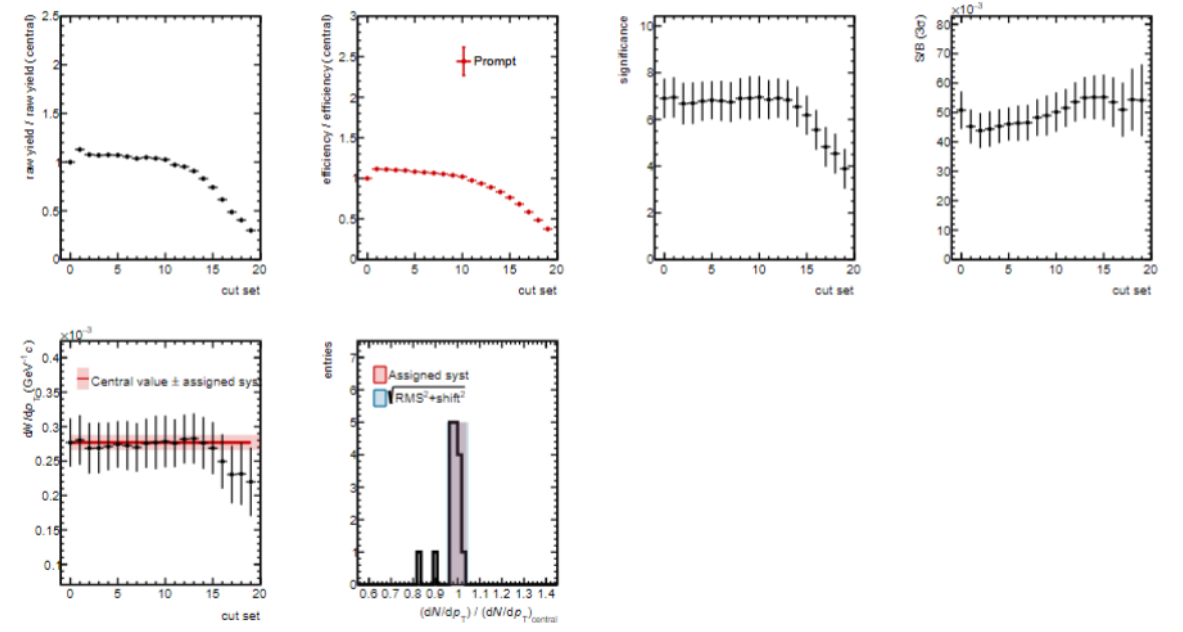 raw yield / raw yield (central)
2.5
2
1.5
1
0.5
0
0 5 10 15 20
cut set
efficiency / efficiency (central)
3
2.5
2
1.5
1
0.5
0
Prompt
0 5 10 15 20
cut set
significance
10
8
6
4
2
0
0 5 10 15 20
cut set
S/B (3σ)
×10⁻³
80
70
60
50
40
30
20
10
0
0 5 10 15 20
cut set
dN/dp_T (GeV⁻¹ c)
×10⁻³
0.4
0.35
0.3
0.25
0.2
0.15
0.1
Central value ± assigned sys
0 5 10 15 20
cut set
entries
7
6
5
4
3
2
1
0
Assigned syst
√RMS²+shift²
0.6 0.7 0.8 0.9 1 1.1 1.2 1.3 1.4
(dN/dp_T) / (dN/dp_T)_central